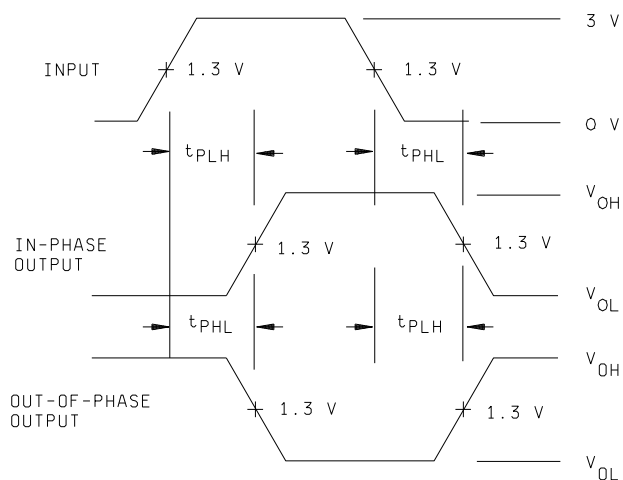 3 V
INPUT
1.3 V
1.3 V
0 V
tPLH
tPHL
VOH
IN-PHASE
OUTPUT
1.3 V
1.3 V
VOL
tPHL
tPLH
VOH
OUT-OF-PHASE
OUTPUT
1.3 V
1.3 V
VOL